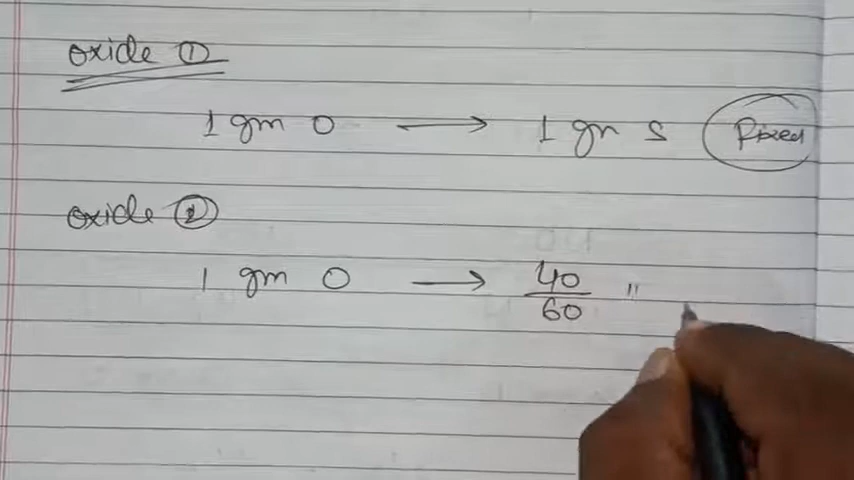 oxide ①
1 gm O → 1 gm S Fixed
oxide ②
1 gm O → 40/60 "